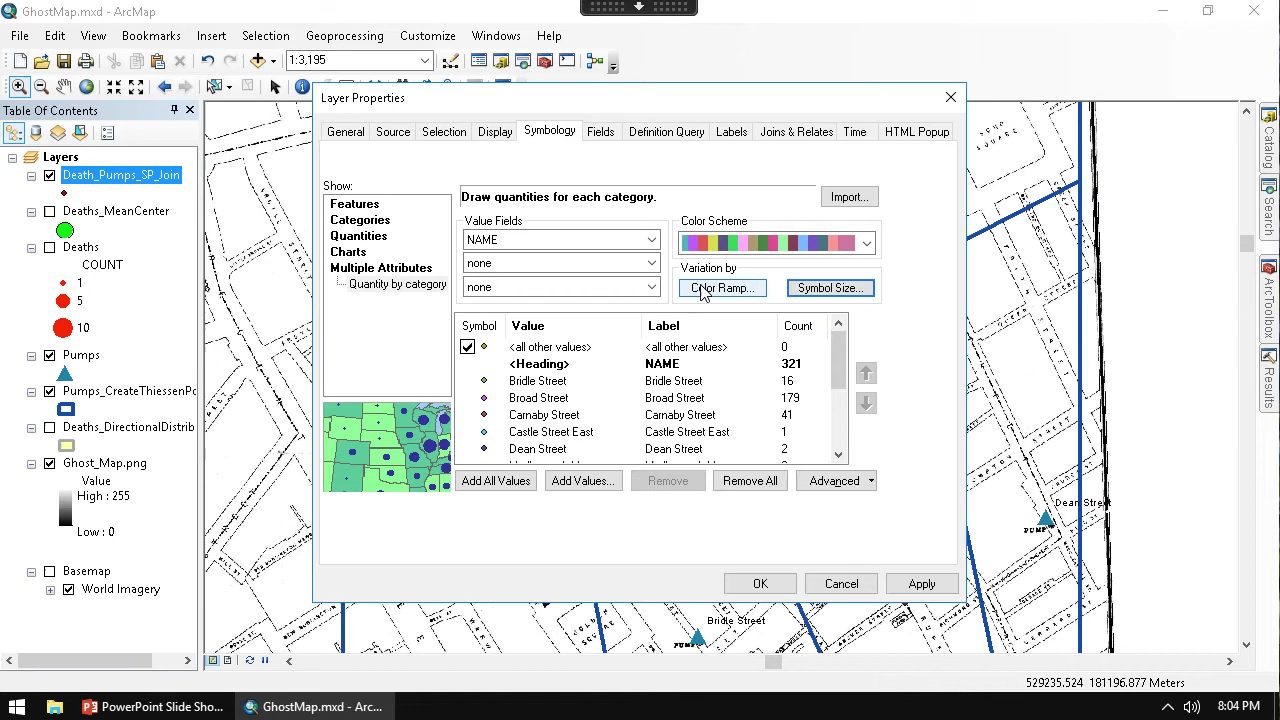 GhostMap.mxd - ArcMap
File Edit View Bookmarks Insert Selection Geoprocessing Customize Windows Help
1:3,195
Table Of Contents
Layers
Death_Pumps_SP_Join
Deaths_MeanCenter
Deaths
COUNT
1
5
10
Pumps
Pumps_CreateThiessenPo
Deaths_DirectionalDistrib
Ghost_Map.png
Value
High : 255
Low : 0
Basemap
World Imagery
Layer Properties
General Source Selection Display Symbology Fields Definition Query Labels Joins & Relates Time HTML Popup
Show:
Features
Categories
Quantities
Charts
Multiple Attributes
Quantity by category
Draw quantities for each category.
Import...
Value Fields
NAME
none
none
Color Scheme
Variation by
Color Ramp...
Symbol Size...
Symbol Value Label Count
<all other values> <all other values> 0
<Heading> NAME 321
Bridle Street Bridle Street 16
Broad Street Broad Street 179
Carnaby Street Carnaby Street 41
Castle Street East Castle Street East 1
Dean Street Dean Street 2
Add All Values Add Values... Remove Remove All Advanced
OK Cancel Apply
Dean Street
PUMP
Bridle Street
PUMP
SQUARE
Catalog
Search
ArcToolbox
Results
529235.524 181196.877 Meters
PowerPoint Slide Sho...
GhostMap.mxd - Arc...
8:04 PM